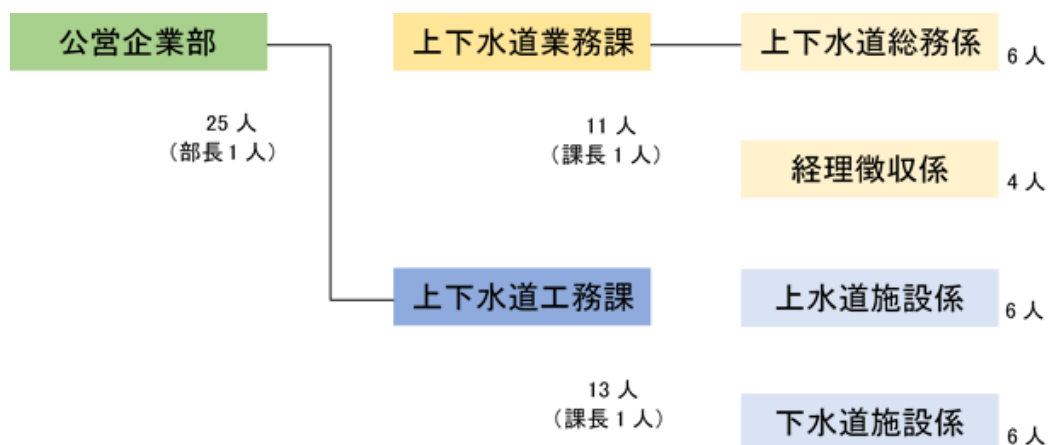 公営企業部
上下水道業務課
上下水道総務係
6 人
25 人
（部長 1 人）
11 人
（課長 1 人）
経理徴収係
4 人
上下水道工務課
上水道施設係
6 人
13 人
（課長 1 人）
下水道施設係
6 人